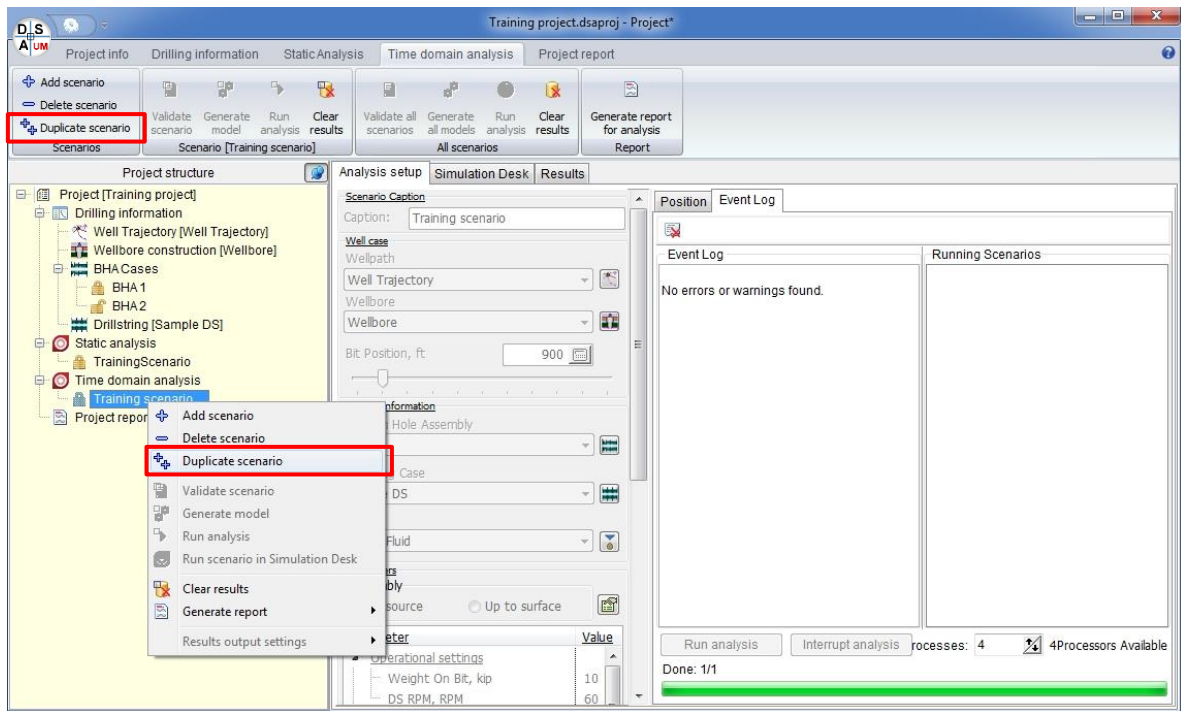 Training project.dsaproj - Project*
D S
A UM
Project info
Drilling information
Static Analysis
Time domain analysis
Project report
Add scenario
Delete scenario
Duplicate scenario
Scenarios
Validate scenario
Generate model
Run analysis
Clear results
Scenario [Training scenario]
Validate all scenarios
Generate all models
Run analysis
Clear results
All scenarios
Generate report for analysis
Report
Project structure
Project [Training project]
Drilling information
Well Trajectory [Well Trajectory]
Wellbore construction [Wellbore]
BHA Cases
BHA 1
BHA 2
Drillstring [Sample DS]
Static analysis
TrainingScenario
Time domain analysis
Training scenario
Project repor
Add scenario
Delete scenario
Duplicate scenario
Validate scenario
Generate model
Run analysis
Run scenario in Simulation Desk
Clear results
Generate report
Results output settings
Analysis setup
Simulation Desk
Results
Scenario Caption
Caption: Training scenario
Well case
Wellpath
Well Trajectory
Wellbore
Wellbore
Bit Position, ft 900
nformation
Hole Assembly
Case
DS
Fluid
ers
bly
source
Up to surface
eter Value
Operational settings
Weight On Bit, kip 10
DS RPM, RPM 60
Position
Event Log
Event Log
No errors or warnings found.
Running Scenarios
Run analysis
Interrupt analysis
rocesses: 4
4Processors Available
Done: 1/1